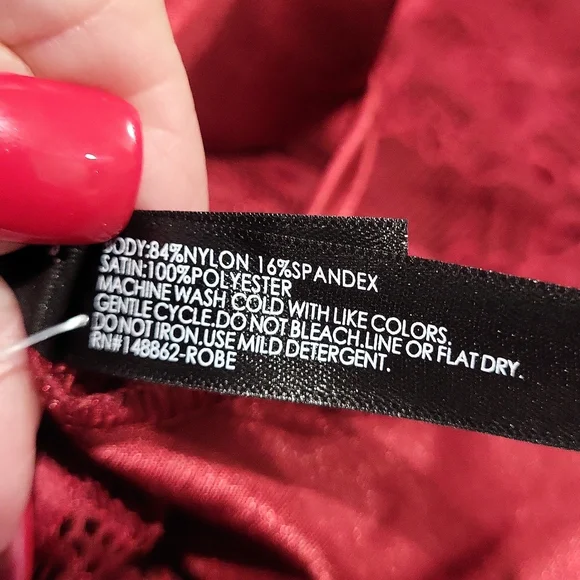 BODY:84%NYLON 16%SPANDEX
SATIN:100%POLYESTER
MACHINE WASH COLD WITH LIKE COLORS.
GENTLE CYCLE.DO NOT BLEACH.LINE OR FLAT DRY.
DO NOT IRON.USE MILD DETERGENT.
RN#148862-ROBE